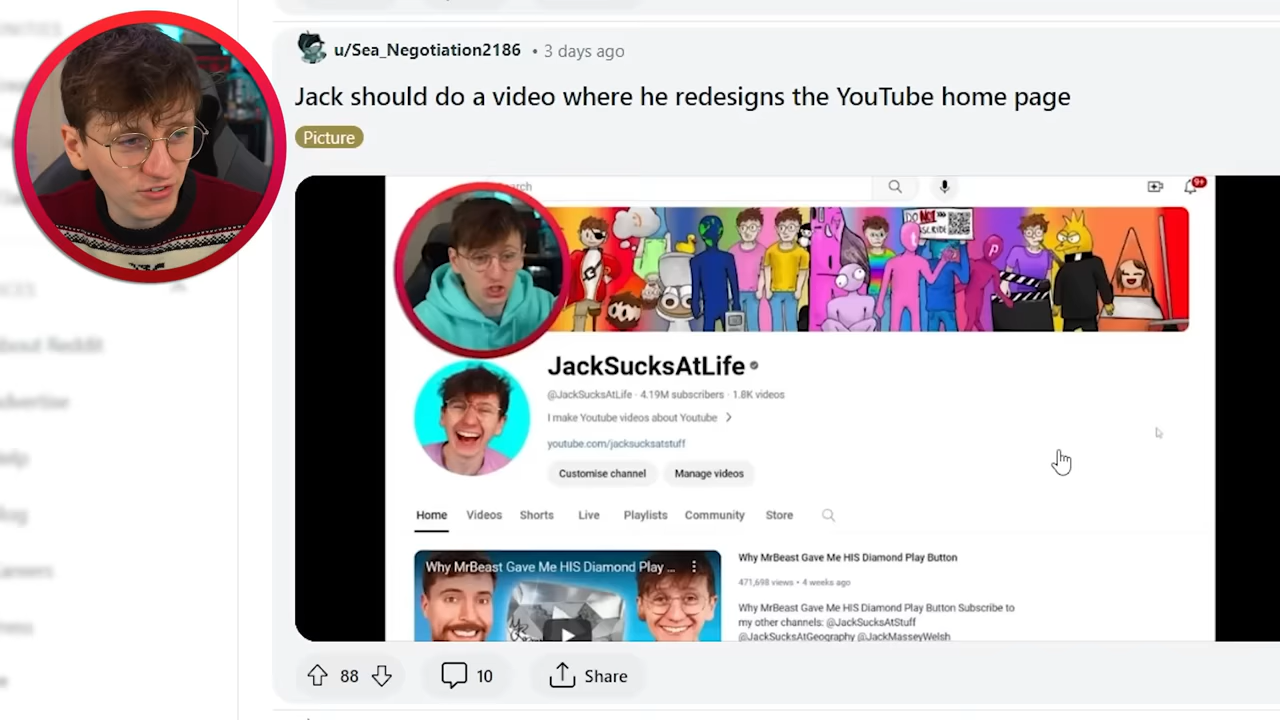 u/Sea_Negotiation2186 • 3 days ago
Jack should do a video where he redesigns the YouTube home page
Picture
9+
DO NOT
JackSucksAtLife
@JackSucksAtLife · 4.19M subscribers · 1.8K videos
I make Youtube videos about Youtube
youtube.com/jacksucksatstuff
Customise channel Manage videos
Home Videos Shorts Live Playlists Community Store
Why MrBeast Gave Me HIS Diamond Play ...
Why MrBeast Gave Me HIS Diamond Play Button
471,698 views • 4 weeks ago
Why MrBeast Gave Me HIS Diamond Play Button Subscribe to
my other channels: @JackSucksAtStuff
@JackSucksAtGeography @JackMasseyWelsh
88 10 Share